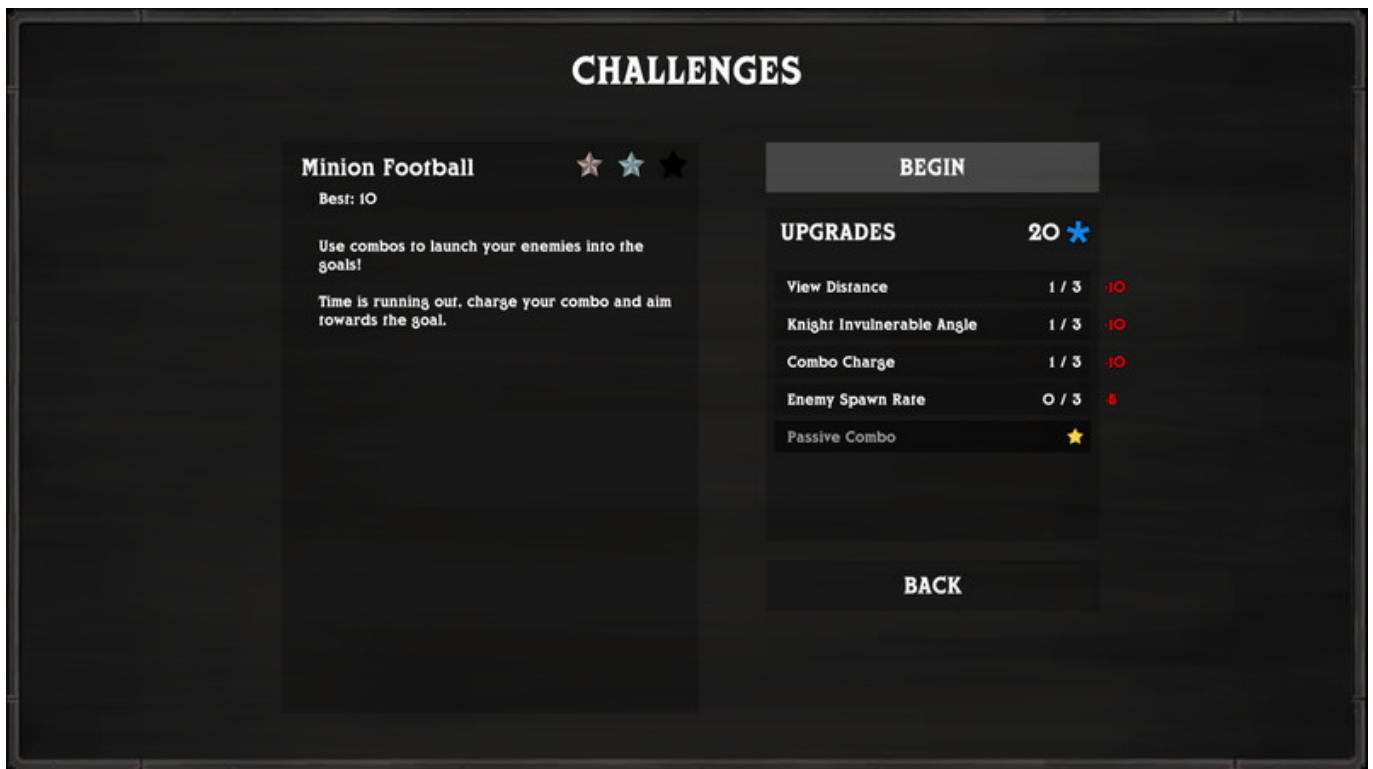 CHALLENGES
Minion Football
Best: 10
Use combos to launch your enemies into the
goals!
Time is running out, charge your combo and aim
towards the goal.
BEGIN
UPGRADES 20
View Distance 1 / 3 -10
Knight Invulnerable Angle 1 / 3 -10
Combo Charge 1 / 3 -10
Enemy Spawn Rate 0 / 3 -5
Passive Combo
BACK